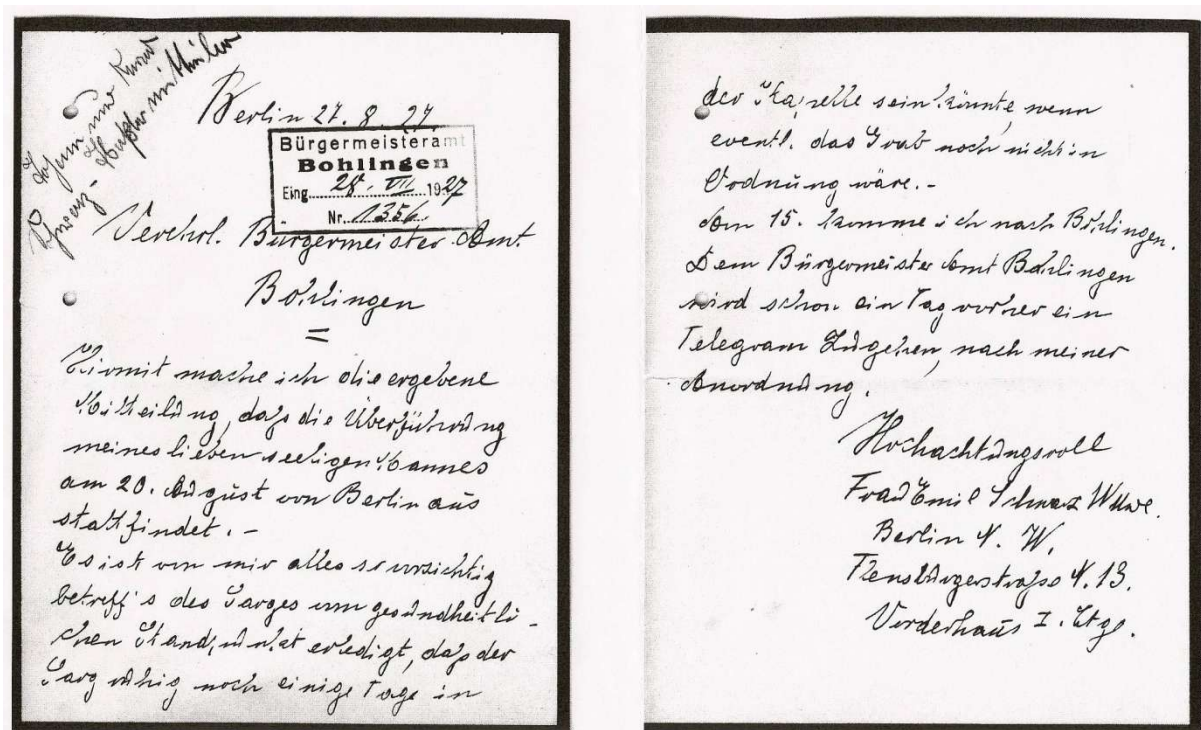 Berlin 27. 8. 27.
Bürgermeisteramt
Bohlingen
Eing. 28. VII 1927
Nr. 1356
Verehrl. Bürgermeister Amt.
Bohlingen
=
Hirmit mache ich die ergebene
Mitteilung, daß die Überführung
meines lieben seeligen Mannes
am 20. August von Berlin aus
stattfindet. -
Es ist von mir alles so vorsichtig
betreff's des Sarges vom gesundheitli-
chen Standpunkt erledigt, daß der
Sarg ruhig noch einige Tage in
der Kapelle sein könnte, wenn
eventl. das Grab noch nicht in
Ordnung wäre. -
Am 15. komme ich nach Bohlingen.
Dem Bürgermeister Amt Bohlingen
wird schon ein Tag vorher ein
Telegram Zugehen, nach meiner
Anordnung.
Hochachtungsvoll
Frau Emil Schwarz Witwe.
Berlin N. W.
Flensburgerstraße N. 13.
Vorderhaus I. Etg.